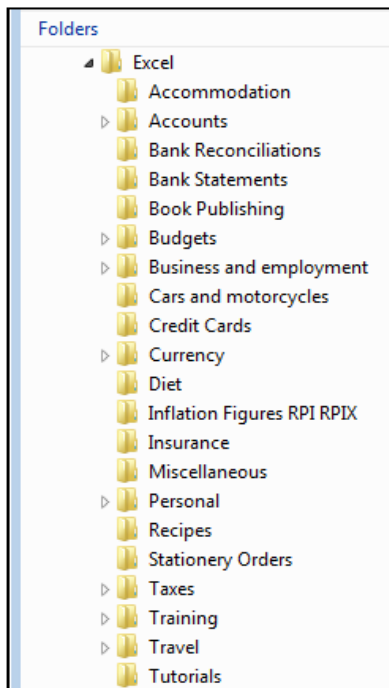 Folders
Excel
Accommodation
Accounts
Bank Reconciliations
Bank Statements
Book Publishing
Budgets
Business and employment
Cars and motorcycles
Credit Cards
Currency
Diet
Inflation Figures RPI RPIX
Insurance
Miscellaneous
Personal
Recipes
Stationery Orders
Taxes
Training
Travel
Tutorials